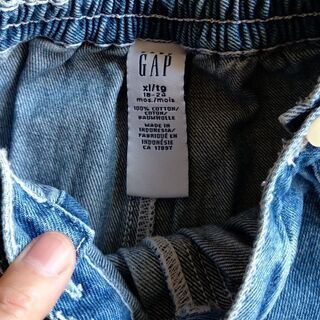 GAP
xl/tg
18-24
mos./mois.
100% COTTON/
COTON/
BAUMWOLLE
MADE IN
INDONESIA/
FABRIQUÉ EN
INDONÉSIE
CA 17897